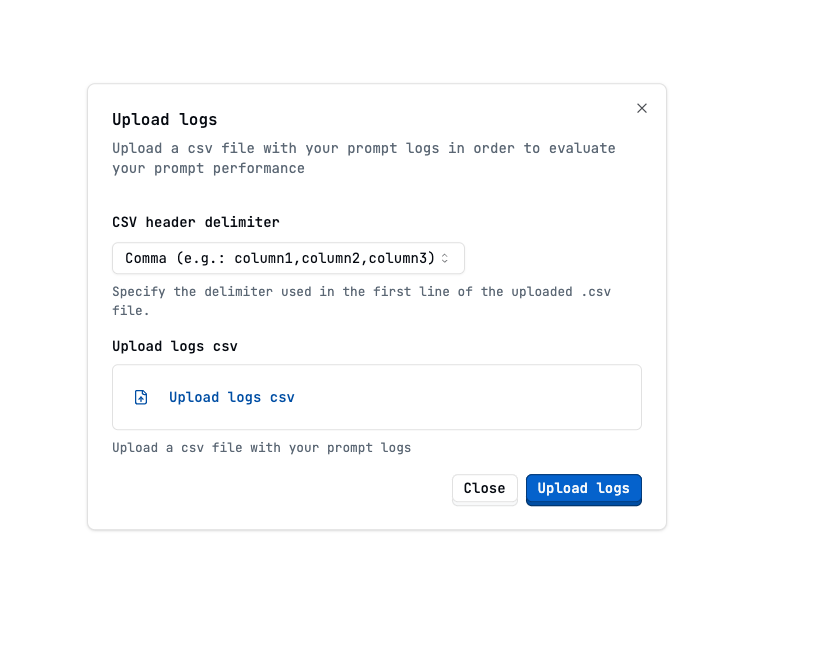 Upload logs
Upload a csv file with your prompt logs in order to evaluate
your prompt performance
CSV header delimiter
Comma (e.g.: column1,column2,column3)
Specify the delimiter used in the first line of the uploaded .csv
file.
Upload logs csv
Upload logs csv
Upload a csv file with your prompt logs
Close Upload logs